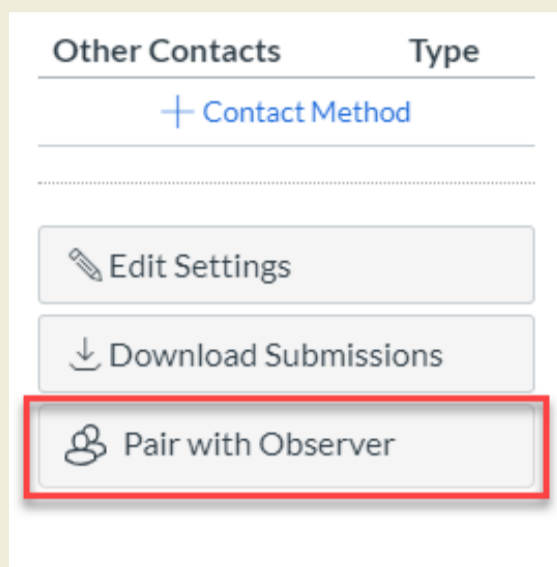 Other Contacts Type
Contact Method
Edit Settings
Download Submissions
Pair with Observer